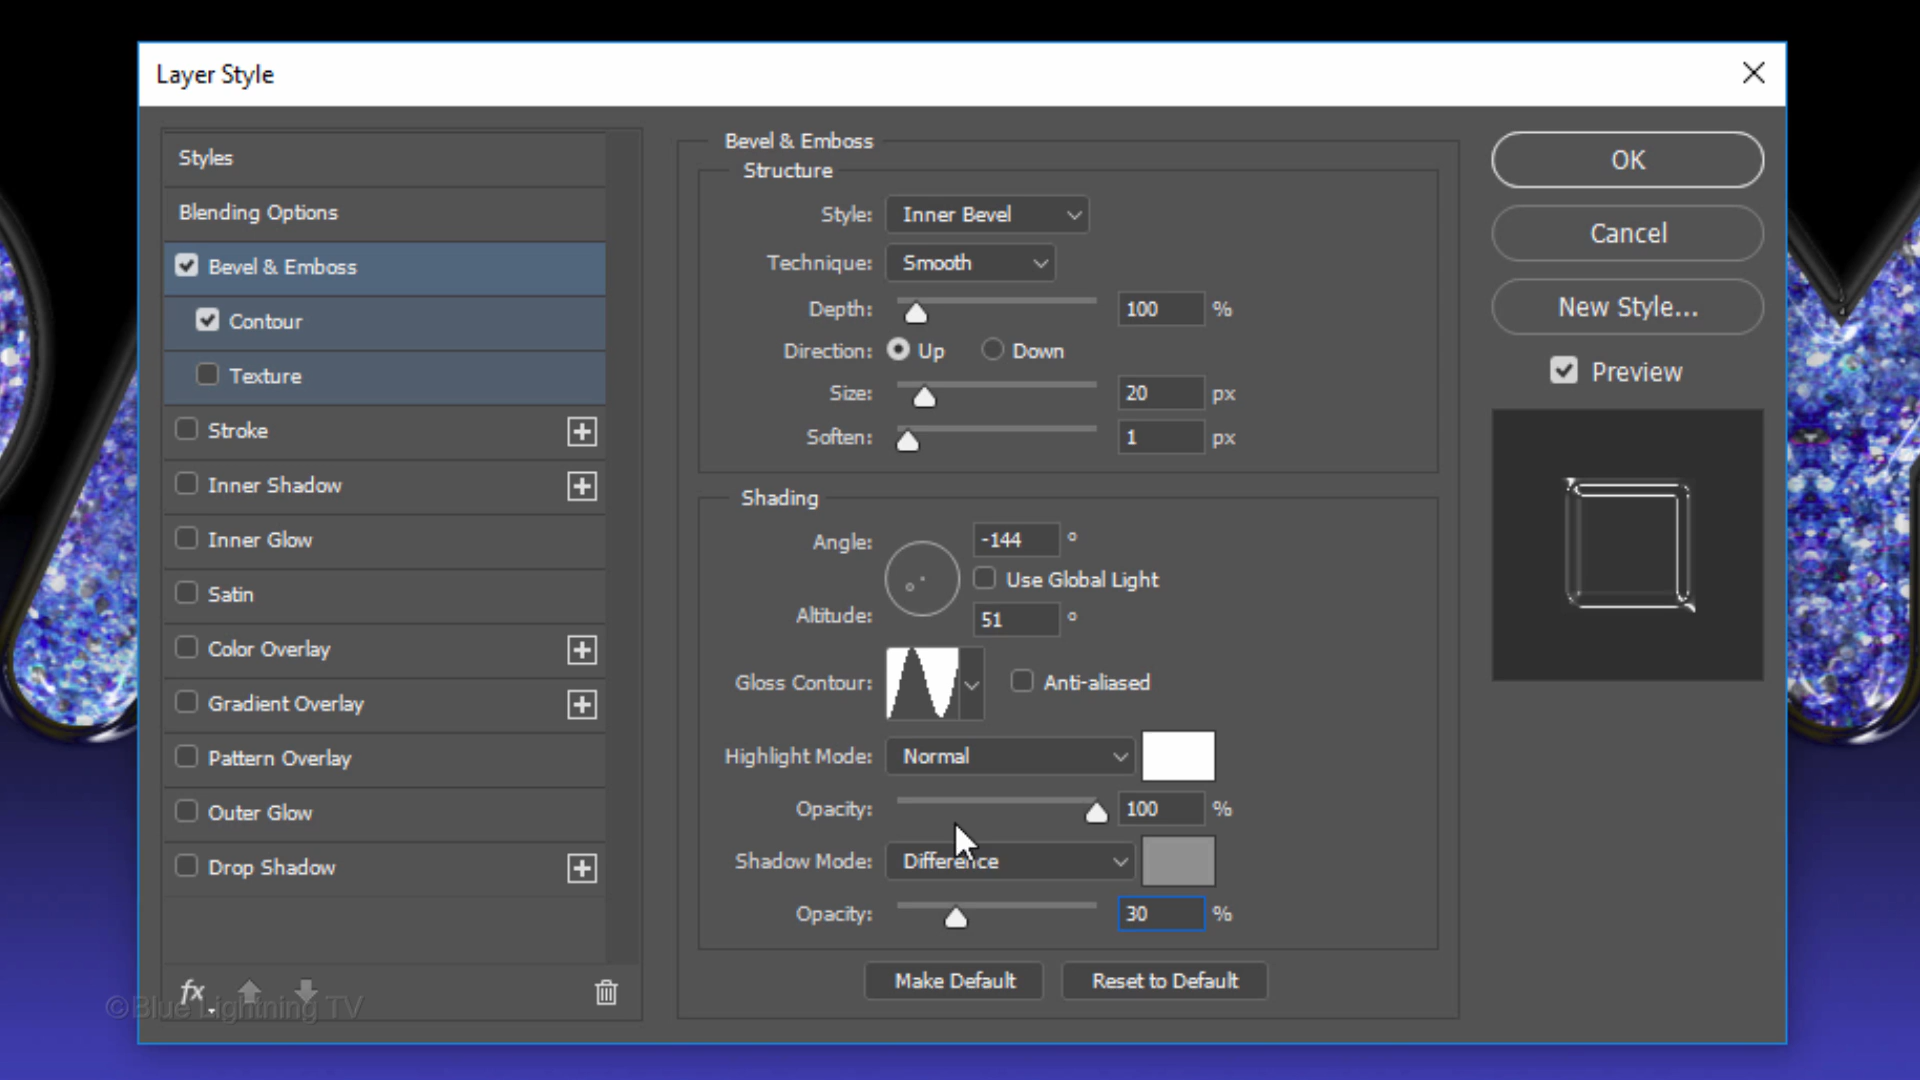 Layer Style
Styles
Blending Options
Bevel & Emboss
Contour
Texture
Stroke
Inner Shadow
Inner Glow
Satin
Color Overlay
Gradient Overlay
Pattern Overlay
Outer Glow
Drop Shadow
fx
©Blue Lightning TV
Bevel & Emboss
Structure
Style: Inner Bevel
Technique: Smooth
Depth: 100 %
Direction: Up Down
Size: 20 px
Soften: 1 px
Shading
Angle: -144 °
Use Global Light
Altitude: 51 °
Gloss Contour: Anti-aliased
Highlight Mode: Normal
Opacity: 100 %
Shadow Mode: Difference
Opacity: 30 %
Make Default Reset to Default
OK
Cancel
New Style...
Preview